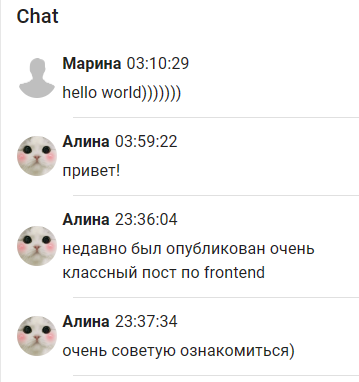 Chat
Марина 03:10:29
hello world)))))))
Алина 03:59:22
привет!
Алина 23:36:04
недавно был опубликован очень
классный пост по frontend
Алина 23:37:34
очень советую ознакомиться)